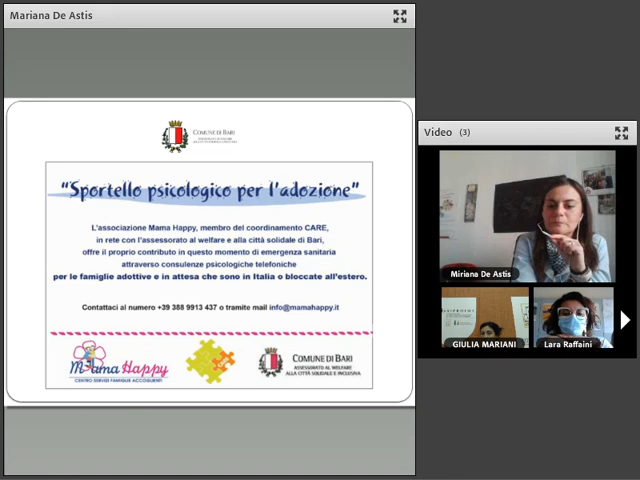 Mariana De Astis
COMUNE DI BARI
“Sportello psicologico per l'adozione”
L'associazione Mama Happy, membro del coordinamento CARE,
in rete con l'assessorato al welfare e alla città solidale di Bari,
offre il proprio contributo in questo momento di emergenza sanitaria
attraverso consulenze psicologiche telefoniche
per le famiglie adottive e in attesa che sono in Italia o bloccate all'estero.
Contattaci al numero +39 388 9913 437 o tramite mail info@mamahappy.it
Mama Happy
CENTRO SERVIZI FAMIGLIE ACCOGLIENTI
COMUNE DI BARI
ASSESSORATO AL WELFARE
ALLA CITTÀ SOLIDALE E INCLUSIVA
Video (3)
Miriana De Astis
GIULIA MARIANI
Lara Raffaini